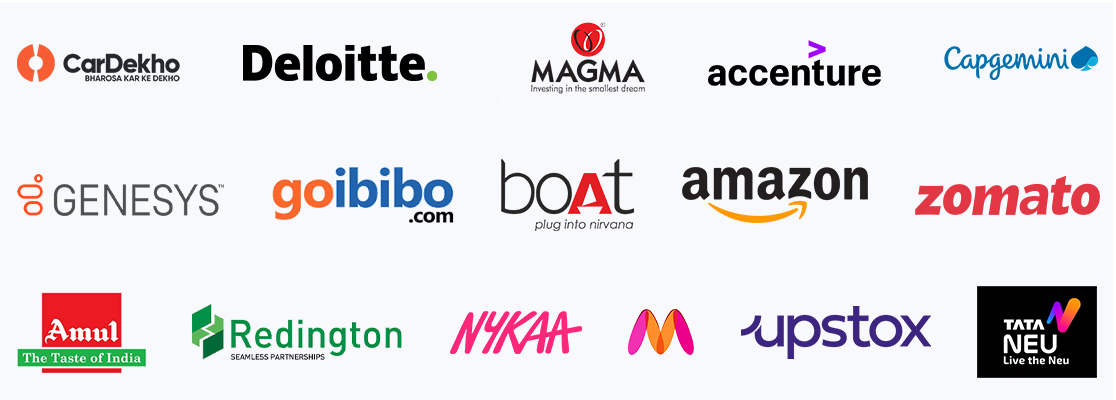 CarDekho
BHAROSA KAR KE DEKHO
Deloitte.
MAGMA
Investing in the smallest dream
accenture
Capgemini
GENESYS™
goibibo
.com
boAt
plug into nirvana
amazon
zomato
Amul
The Taste of India
Redington
SEAMLESS PARTNERSHIPS
NYKAA
upstox
TATA
NEU
Live the Neu